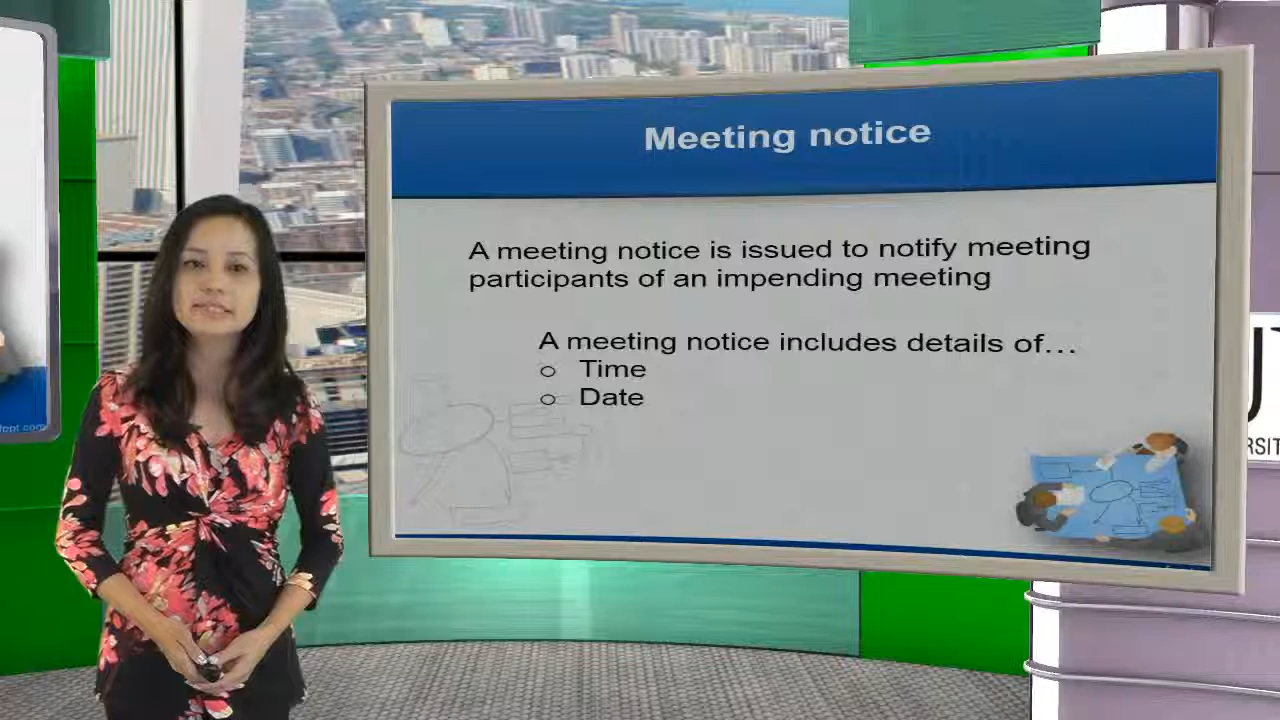 Meeting notice
A meeting notice is issued to notify meeting
participants of an impending meeting
A meeting notice includes details of…
o Time
o Date